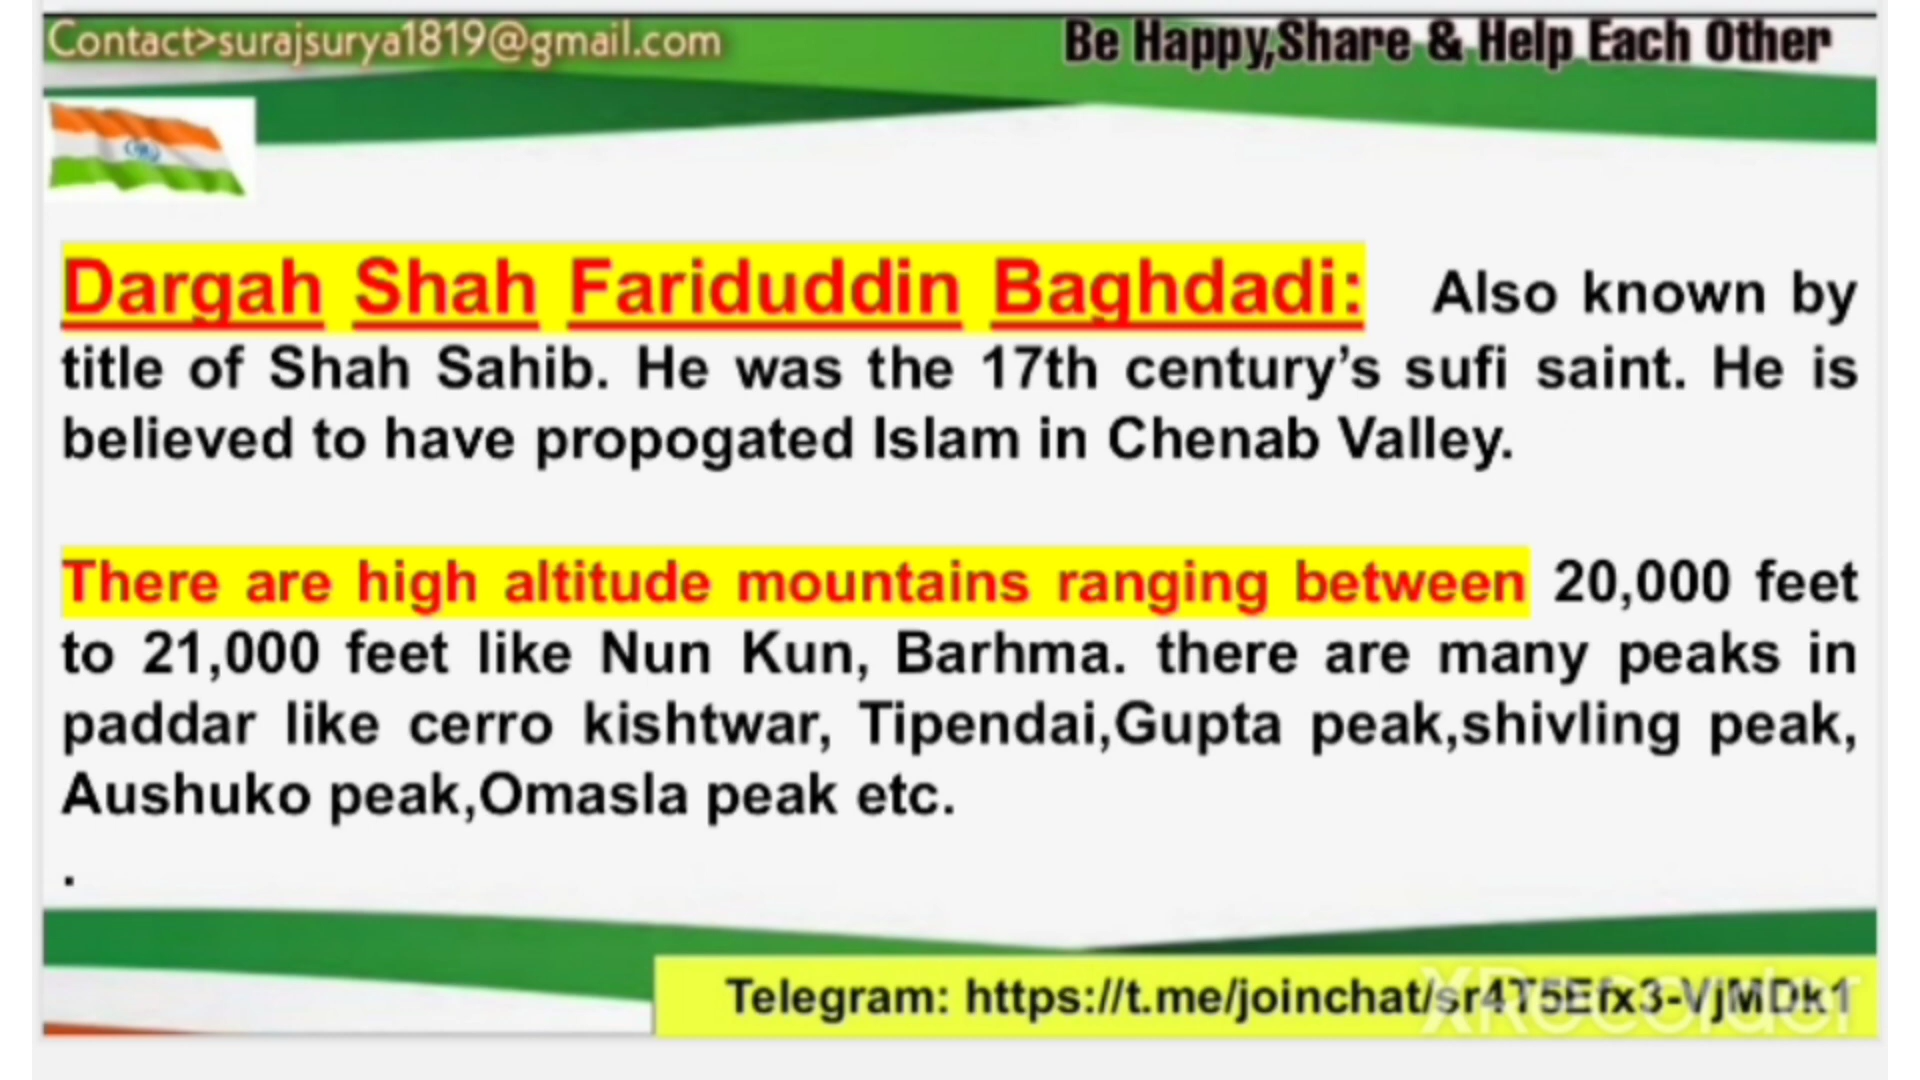 Contact>surajsurya1819@gmail.com
Be Happy,Share & Help Each Other
Dargah Shah Fariduddin Baghdadi: Also known by
title of Shah Sahib. He was the 17th century’s sufi saint. He is
believed to have propogated Islam in Chenab Valley.
There are high altitude mountains ranging between 20,000 feet
to 21,000 feet like Nun Kun, Barhma. there are many peaks in
paddar like cerro kishtwar, Tipendai,Gupta peak,shivling peak,
Aushuko peak,Omasla peak etc.
.
Telegram: https://t.me/joinchat/sr4T5Efx3-VjMDk1
XRecorder